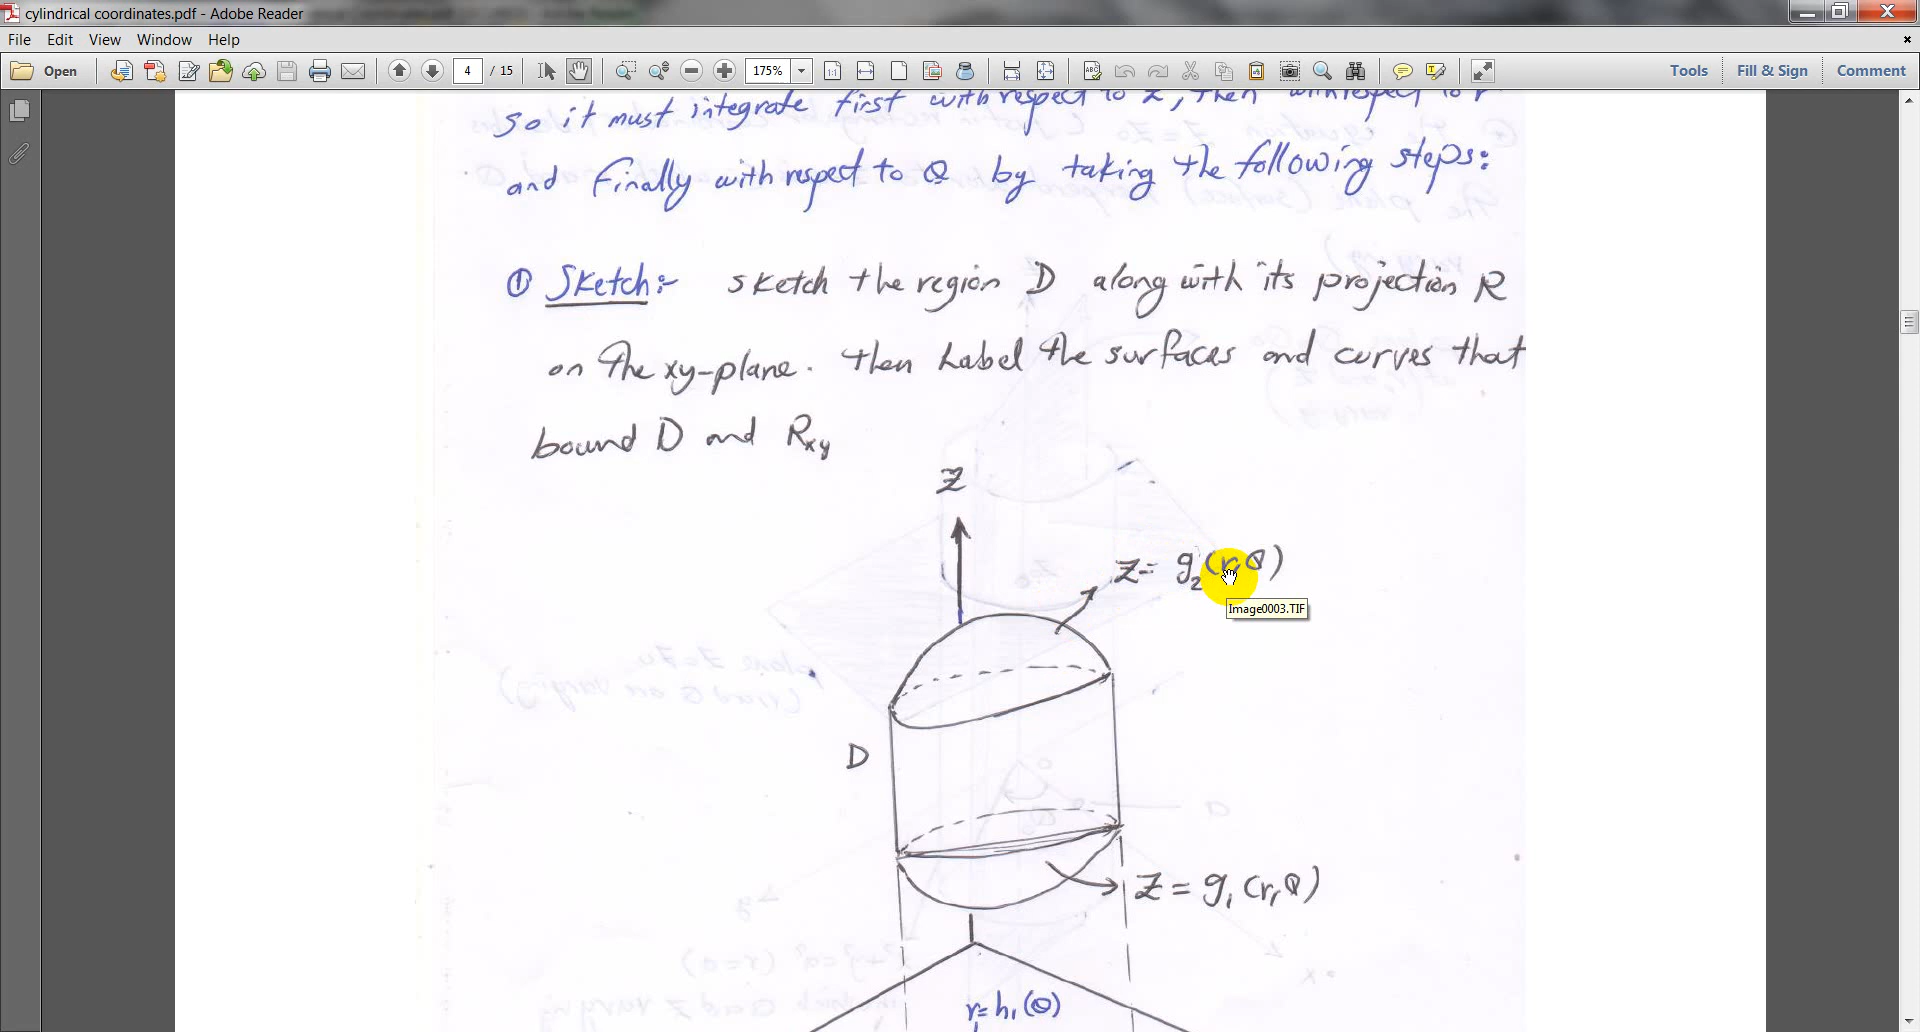 cylindrical coordinates.pdf - Adobe Reader
File Edit View Window Help
Open 4 / 15 175% Tools Fill & Sign Comment
so it must integrate first with respect to z, then with respect to r
and finally with respect to θ by taking the following steps:
① Sketch:- sketch the region D along with its projection R
on the xy-plane. then Label the surfaces and curves that
bound D and Rxy
Z
Z = g2(r,θ)
Image0003.TIF
D
Z = g1(r,θ)
r = h1(θ)